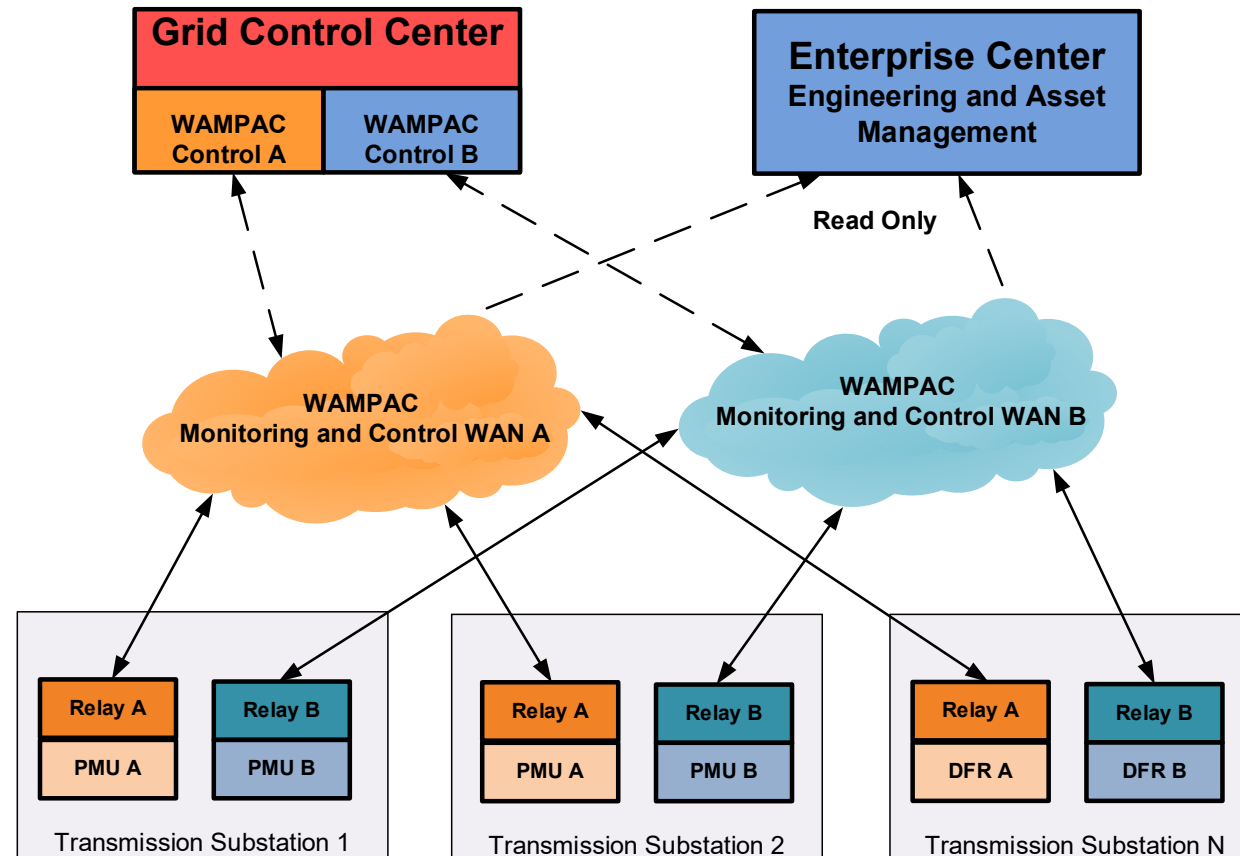 Grid Control Center
WAMPAC
Control A
WAMPAC
Control B
Enterprise Center
Engineering and Asset
Management
Read Only
WAMPAC
Monitoring and Control WAN A
WAMPAC
Monitoring and Control WAN B
Relay A
PMU A
Relay B
PMU B
Transmission Substation 1
Relay A
PMU A
Relay B
PMU B
Transmission Substation 2
Relay A
DFR A
Relay B
DFR B
Transmission Substation N